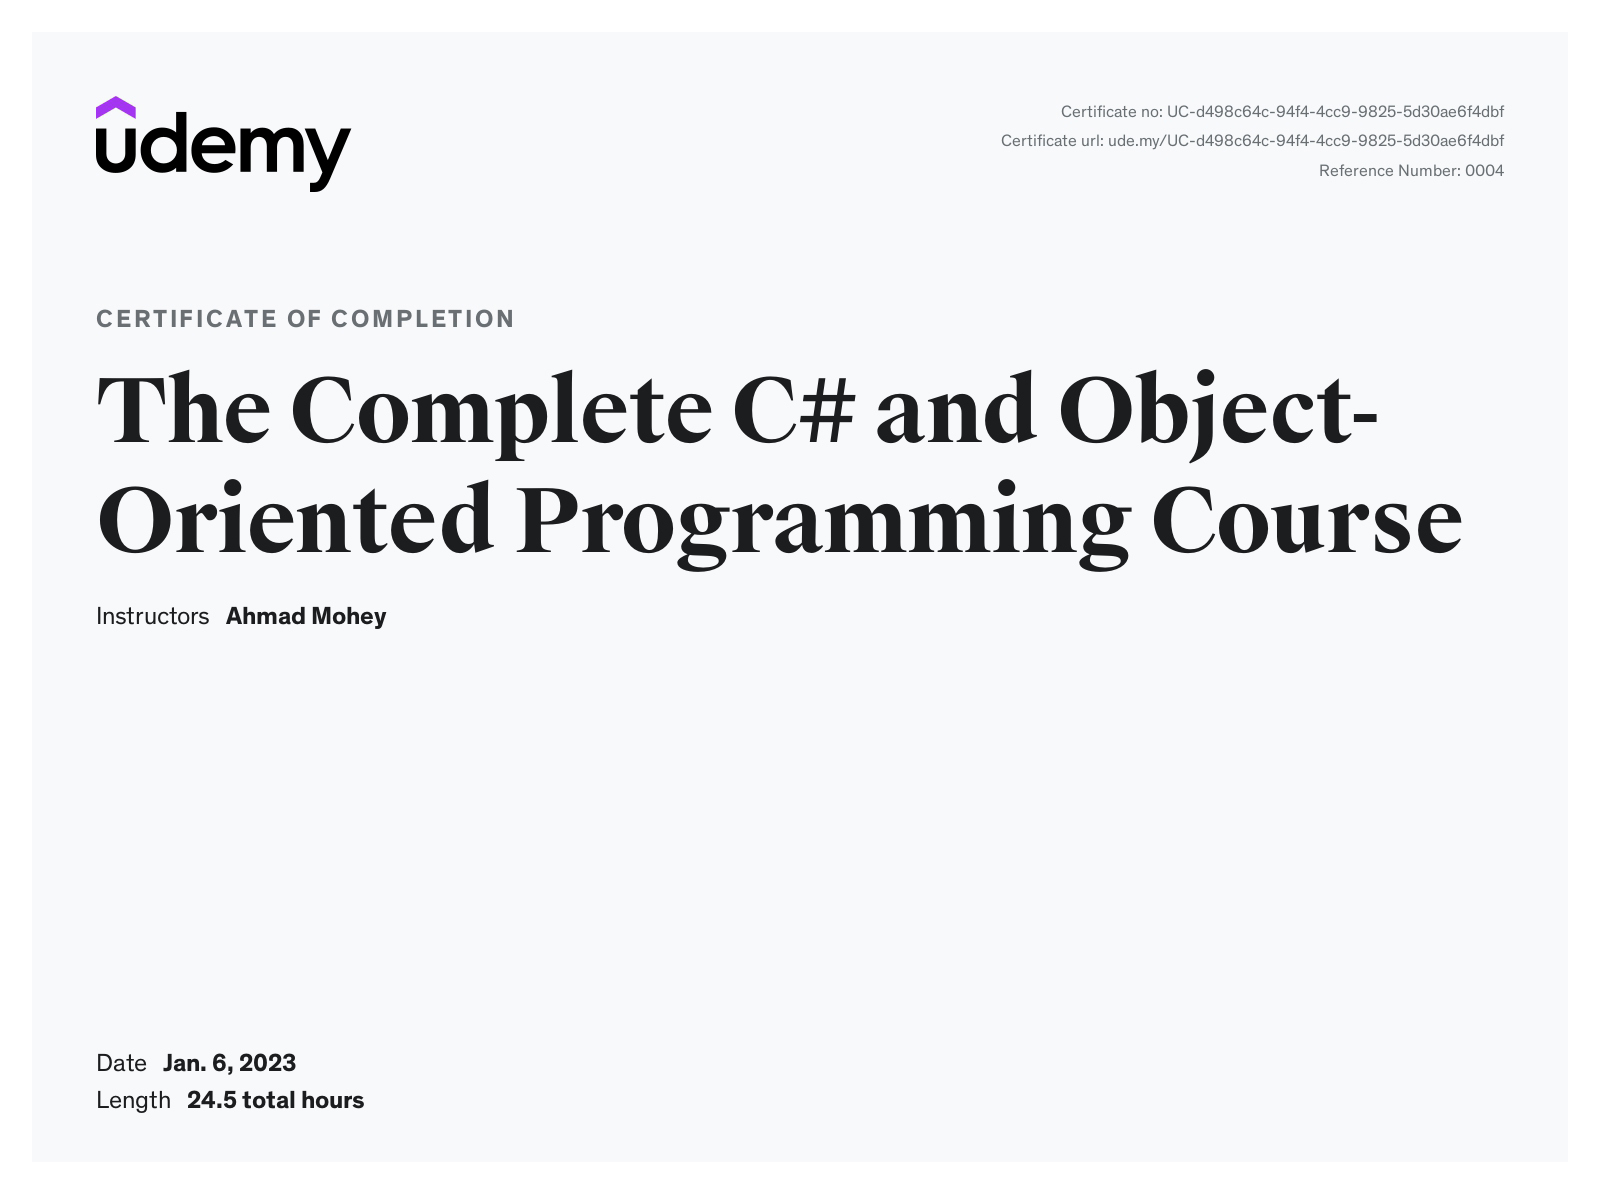 udemy
Certificate no: UC-d498c64c-94f4-4cc9-9825-5d30ae6f4dbf
Certificate url: ude.my/UC-d498c64c-94f4-4cc9-9825-5d30ae6f4dbf
Reference Number: 0004
CERTIFICATE OF COMPLETION
The Complete C# and Object-
Oriented Programming Course
Instructors Ahmad Mohey
Date Jan. 6, 2023
Length 24.5 total hours